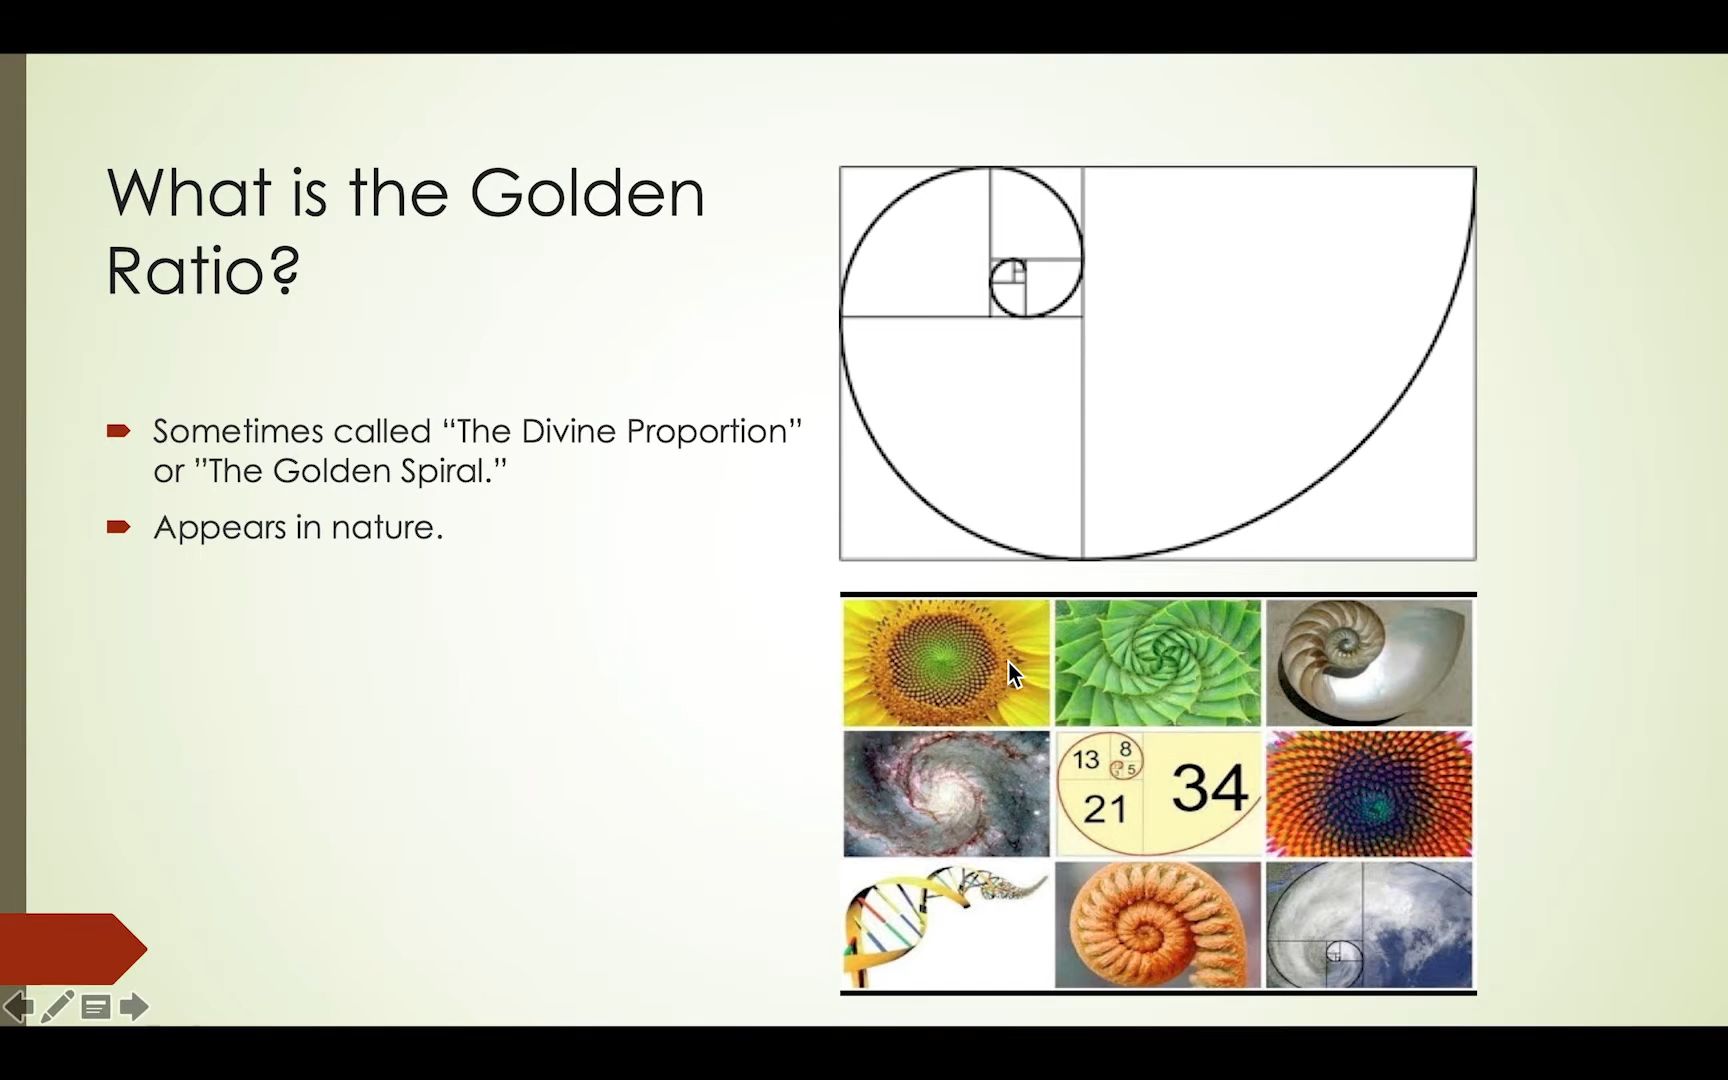 What is the Golden
Ratio?
Sometimes called “The Divine Proportion”
or ”The Golden Spiral.”
Appears in nature.
13 8
5
21 34